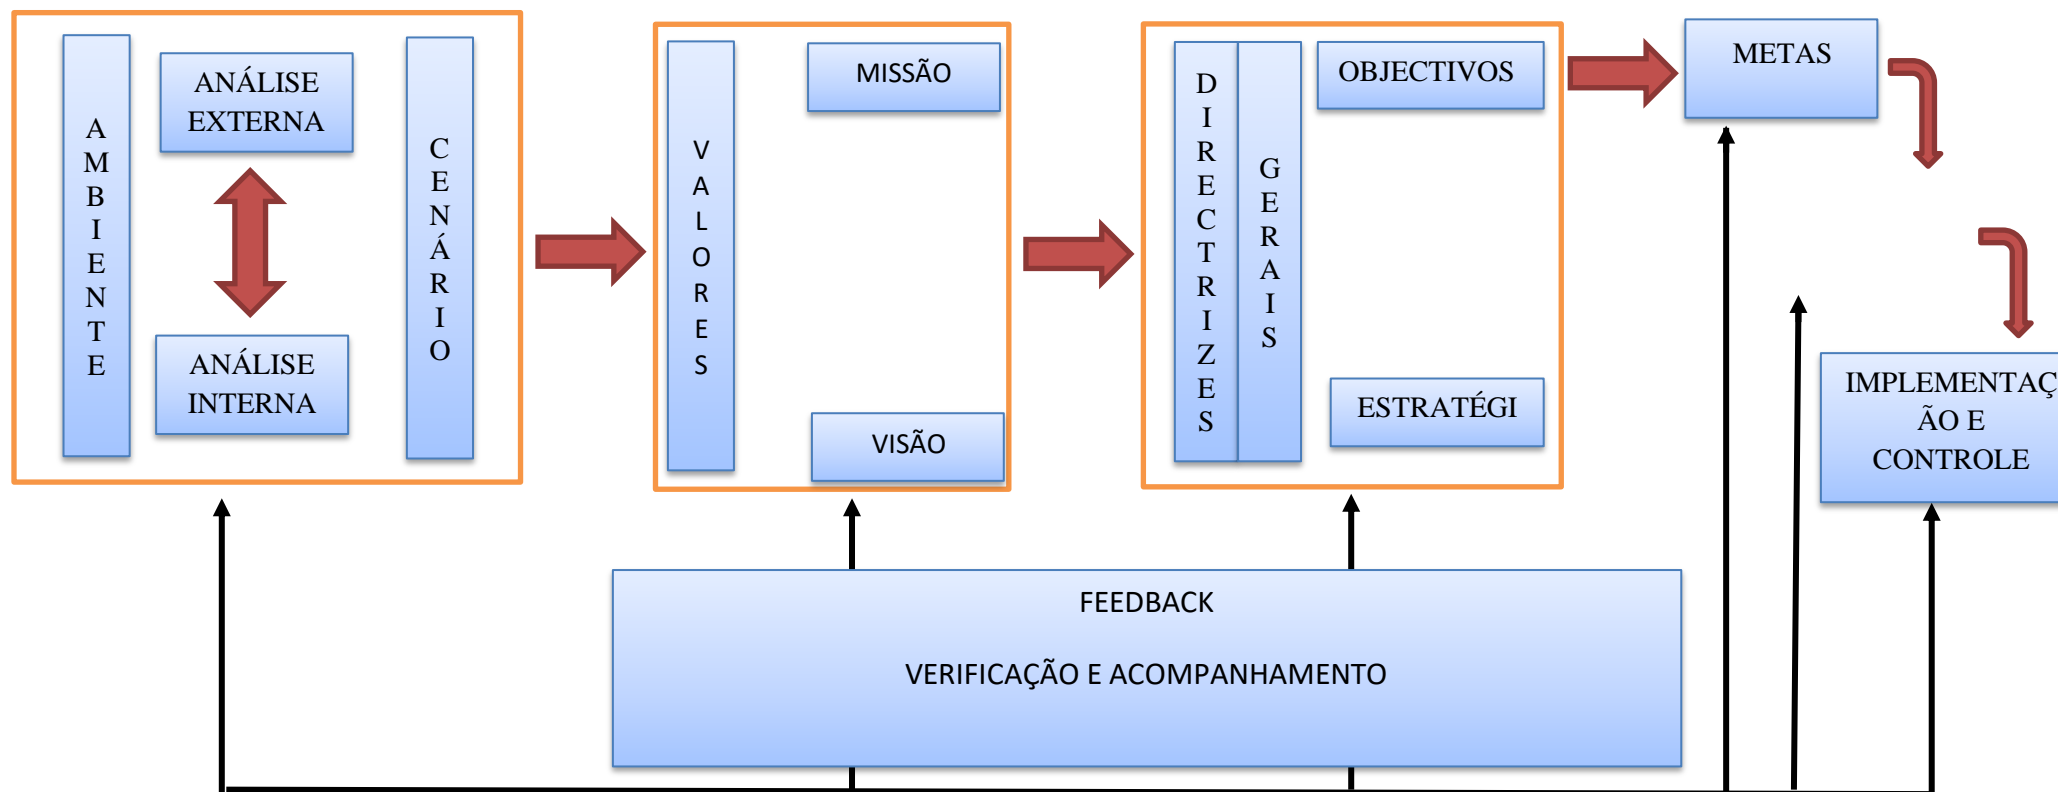 AMBIENTE
ANÁLISE
EXTERNA
ANÁLISE
INTERNA
CENÁRIO
VALORES
MISSÃO
VISÃO
DIRECTRIZES
GERAIS
OBJECTIVOS
ESTRATÉGI
METAS
IMPLEMENTAÇ
ÃO E
CONTROLE
FEEDBACK
VERIFICAÇÃO E ACOMPANHAMENTO